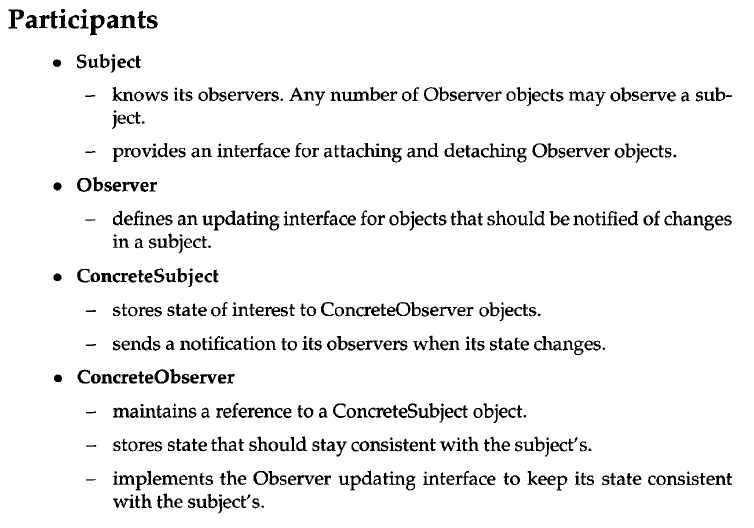 Participants
• Subject
– knows its observers. Any number of Observer objects may observe a sub-
ject.
– provides an interface for attaching and detaching Observer objects.
• Observer
– defines an updating interface for objects that should be notified of changes
in a subject.
• ConcreteSubject
– stores state of interest to ConcreteObserver objects.
– sends a notification to its observers when its state changes.
• ConcreteObserver
– maintains a reference to a ConcreteSubject object.
– stores state that should stay consistent with the subject's.
– implements the Observer updating interface to keep its state consistent
with the subject's.